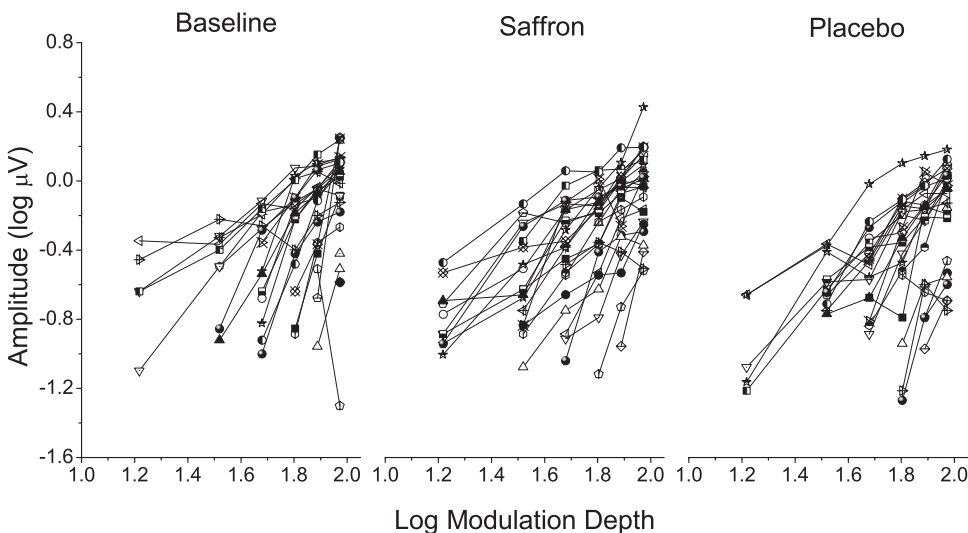 Baseline
Saffron
Placebo
Amplitude (log μV)
0.8
0.4
0.0
-0.4
-0.8
-1.2
-1.6
1.0 1.2 1.4 1.6 1.8 2.0
1.0 1.2 1.4 1.6 1.8 2.0
1.0 1.2 1.4 1.6 1.8 2.0
Log Modulation Depth